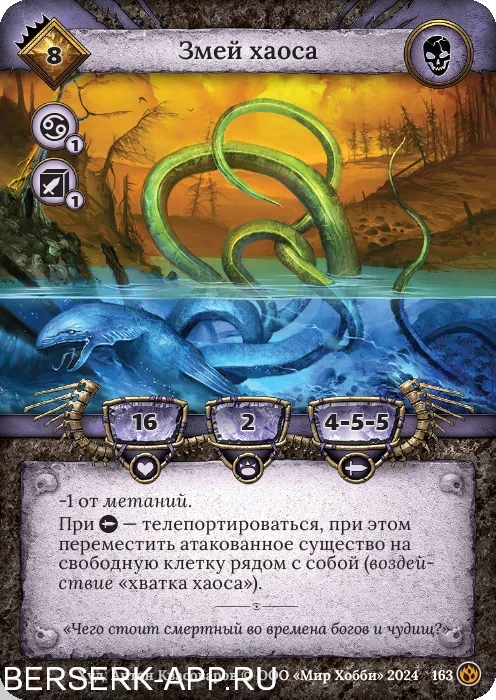 8
Змей хаоса
1
1
16
2
4-5-5
-1 от метаний.
При — телепортироваться, при этом
переместить атакованное существо на
свободную клетку рядом с собой (воздей-
ствие «хватка хаоса»).
«Чего стоит смертный во времена богов и чудищ?»
© ООО «Мир Хобби» 2024 163
BERSERK-APP.RU